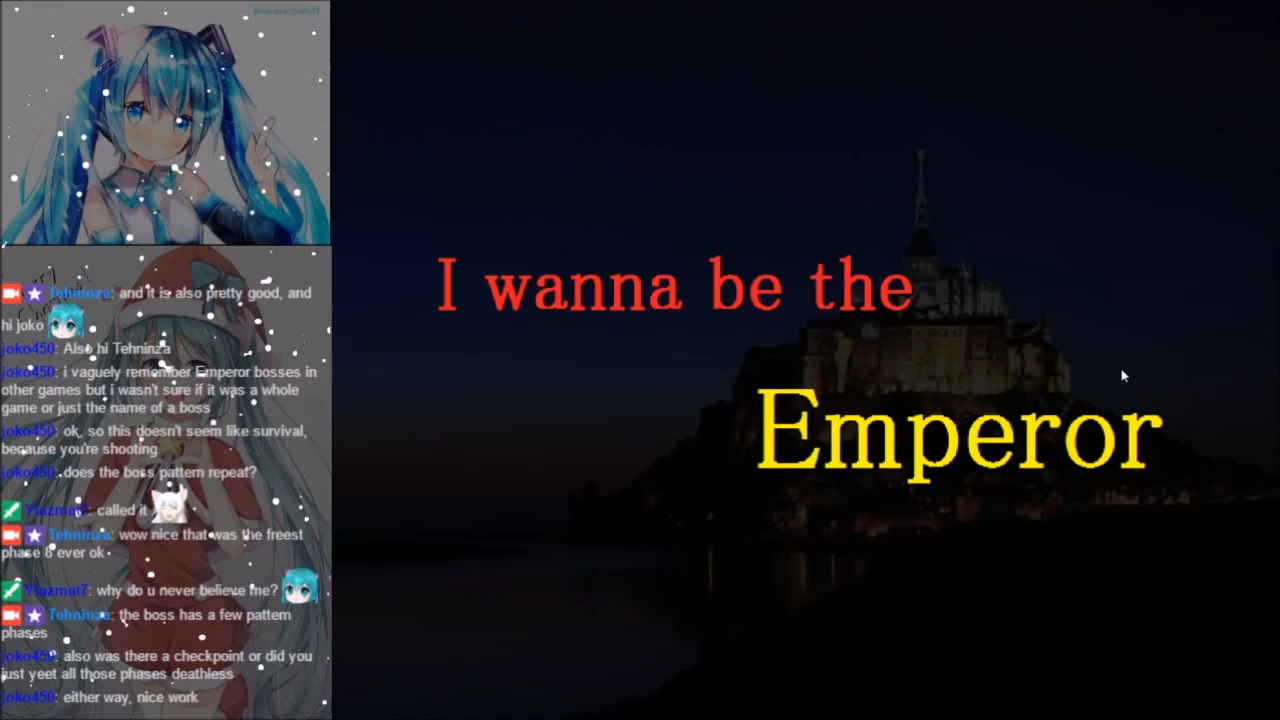 I wanna be the
Emperor
Tehninza: and it is also pretty good, and
hi joko
joko450: Also hi Tehninza
joko450: i vaguely remember Emperor bosses in
other games but i wasn't sure if it was a whole
game or just the name of a boss
joko450: ok, so this doesn't seem like survival,
because you're shooting
joko450: does the boss pattern repeat?
Yiazmat7: called it
Tehninza: wow nice that was the freest
phase 8 ever ok
Yiazmat7: why do u never believe me?
Tehninza: the boss has a few pattern
phases
joko450: also was there a checkpoint or did you
just yeet all those phases deathless
joko450: either way, nice work